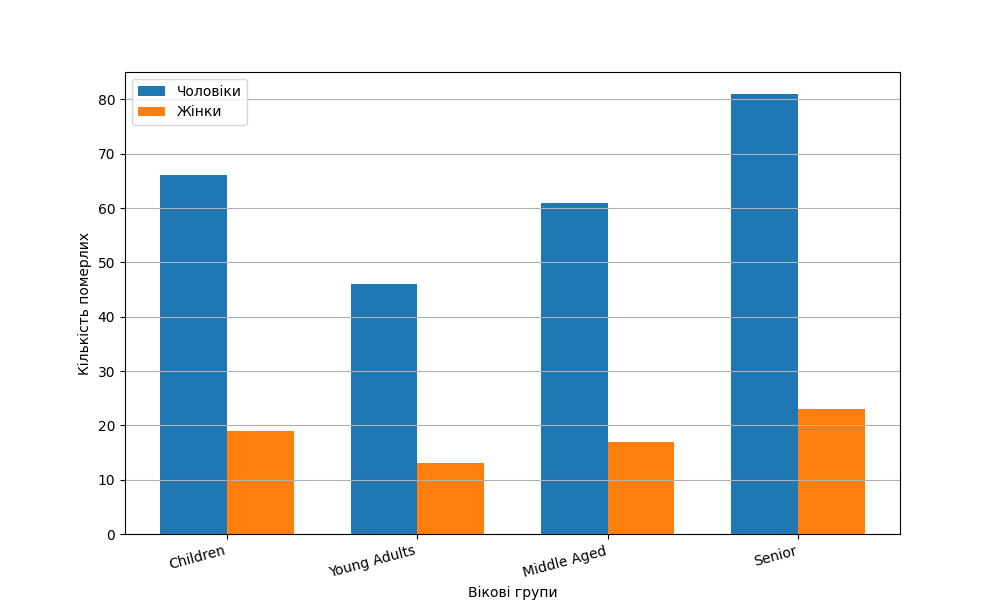 Чоловіки
Жінки
Кількість померлих
80
70
60
50
40
30
20
10
0
Children
Young Adults
Middle Aged
Senior
Вікові групи